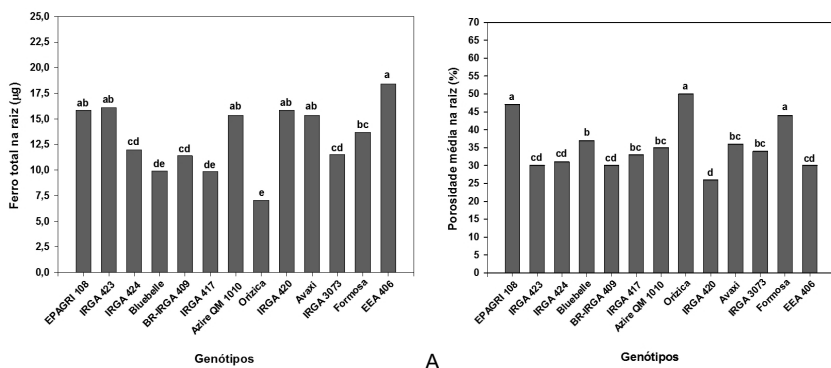 Ferro total na raiz (µg)
25,0
22,5
20,0
17,5
15,0
12,5
10,0
7,5
5,0
2,5
0,0
ab
ab
cd
de
cd
de
ab
e
ab
ab
cd
bc
a
EPAGRI 108
IRGA 423
IRGA 424
Bluebelle
BR-IRGA 409
IRGA 417
Azire QM 1010
Orizica
IRGA 420
Avaxi
IRGA 3073
Formosa
EEA 406
Genótipos
A
Porosidade média na raiz (%)
70
65
60
55
50
45
40
35
30
25
20
15
10
5
0
a
cd
cd
b
cd
bc
bc
a
d
bc
bc
a
cd
EPAGRI 108
IRGA 423
IRGA 424
Bluebelle
BR-IRGA 409
IRGA 417
Azire QM 1010
Orizica
IRGA 420
Avaxi
IRGA 3073
Formosa
EEA 406
Genótipos